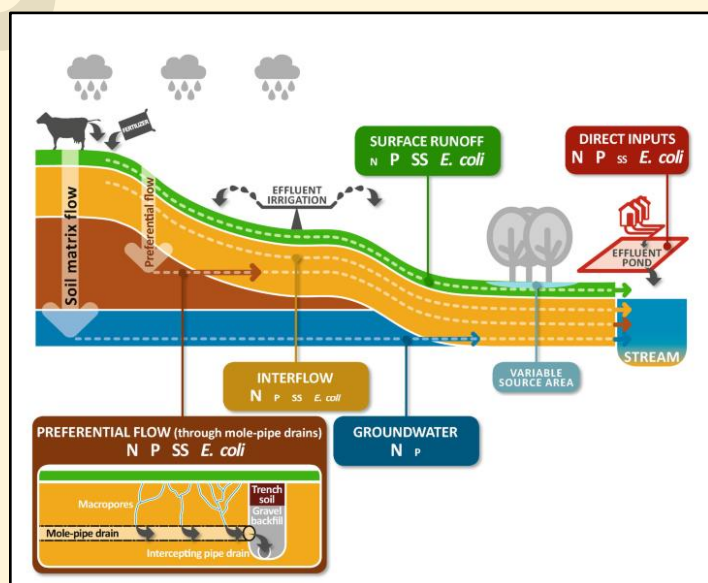 FERTILIZER
SURFACE RUNOFF
N P SS E. coli
DIRECT INPUTS
N P SS E. coli
EFFLUENT
IRRIGATION
Soil matrix flow
Preferential flow
EFFLUENT
POND
STREAM
VARIABLE
SOURCE AREA
INTERFLOW
N P SS E. coli
GROUNDWATER
N P
PREFERENTIAL FLOW (through mole-pipe drains)
N P SS E. coli
Macropores
Trench
soil
Gravel
backfill
Mole-pipe drain
Intercepting pipe drain